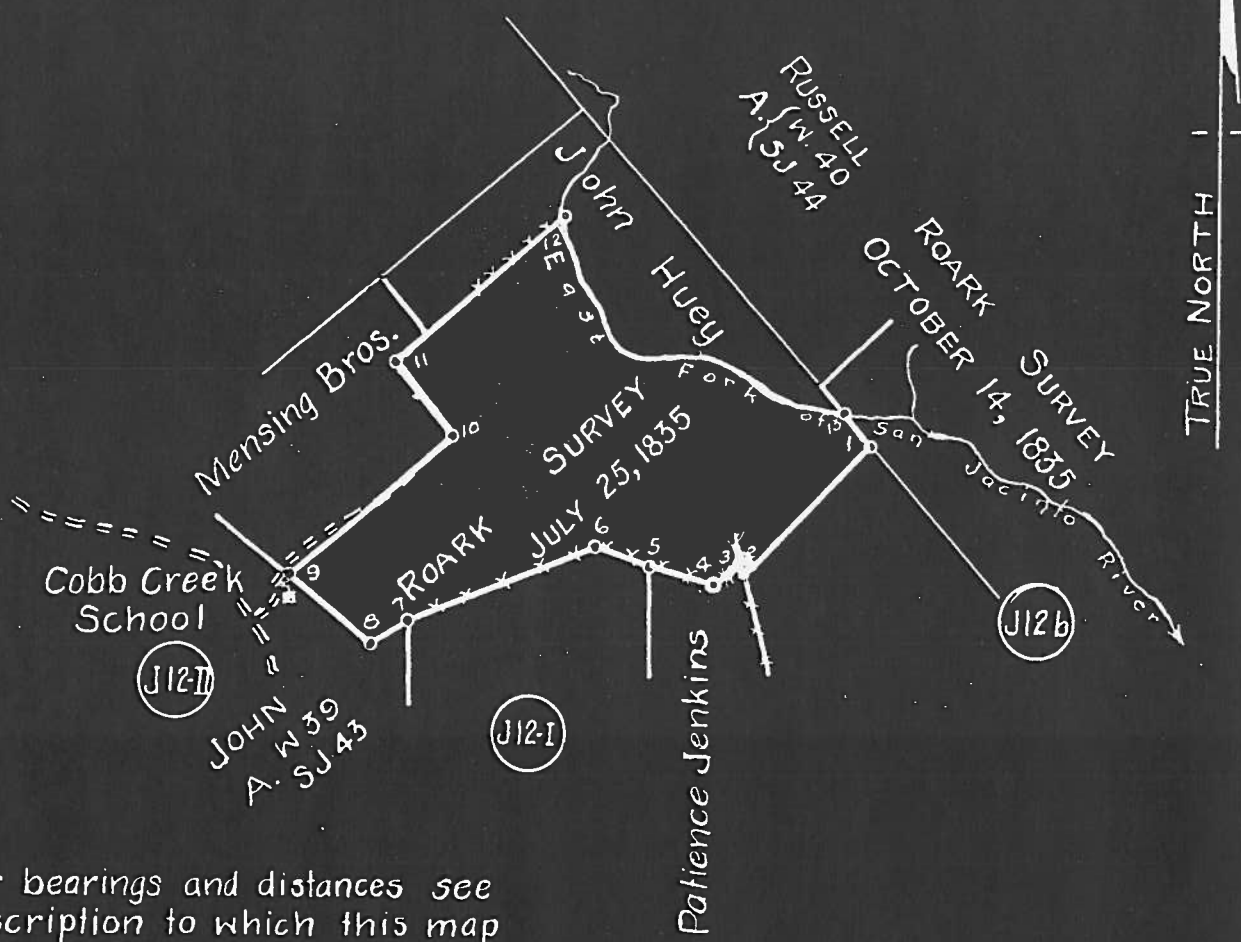 RUSSELL
A. { W. 40
{ SJ 44
ROARK
SURVEY
OCTOBER 14, 1835
TRUE NORTH
John
Huey
12
East
Fork
of
13
San
Jacinto
River
1
Mensing Bros.
11
10
SURVEY
JULY 25, 1835
ROARK
6
5
4
3
2
9
8
7
Cobb Creek
School
J12-II
J12-I
J12b
JOHN
W 39
A. SJ.43
Patience Jenkins
bearings and distances see
to which this map